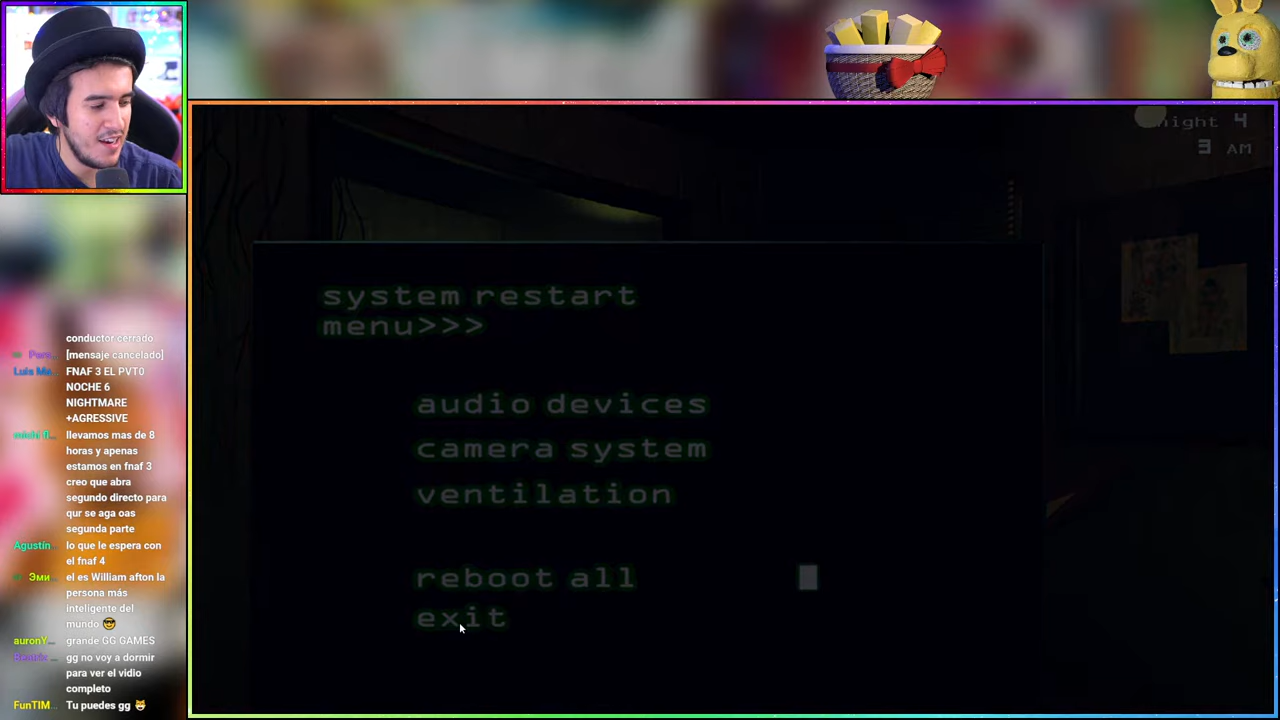 night 4
3 AM
system restart
menu>>>
audio devices
camera system
ventilation
reboot all
exit
conductor cerrado
[mensaje cancelado]
Luis
FNAF 3 EL PVT0
NOCHE 6
NIGHTMARE
+AGRESSIVE
llevamos mas de 8
horas y apenas
estamos en fnaf 3
creo que abra
segundo directo para
qur se aga oas
segunda parte
Agustín
lo que le espera con
el fnaf 4
Эми
el es William afton la
persona más
inteligente del
mundo 😎
auronY
grande GG GAMES
gg no voy a dormir
para ver el vidio
completo
FunTIM
Tu puedes gg